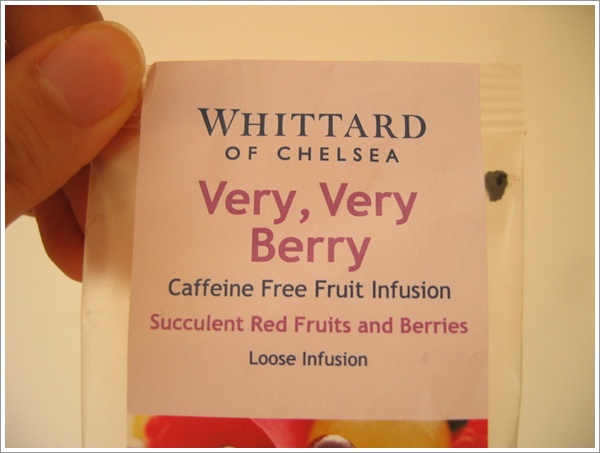 WHITTARD
OF CHELSEA
Very, Very
Berry
Caffeine Free Fruit Infusion
Succulent Red Fruits and Berries
Loose Infusion